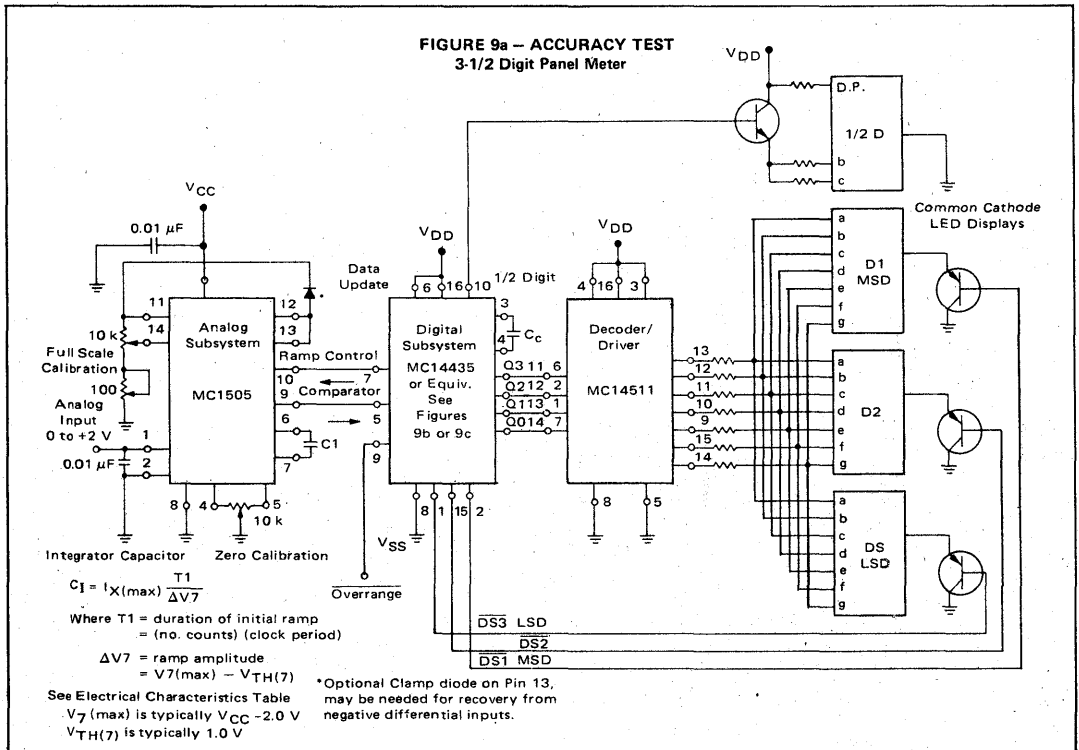 FIGURE 9a — ACCURACY TEST
3-1/2 Digit Panel Meter
VDD
D.P.
1/2 D
b
c
VCC
0.01 µF
Common Cathode
LED Displays
VDD
VDD
Data
Update
6
16
10
1/2 Digit
4
16
3
a
b
c
d
e
f
g
D1
MSD
11
14
10 k
Full Scale
Calibration
100
Analog
Input
0 to +2 V
0.01 µF
1
2
Analog
Subsystem
MC1505
12
13
Ramp Control
10
7
9
Comparator
5
6
C1
7
9
8
4
5
10 k
Digital
Subsystem
MC14435
or Equiv.
See
Figures
9b or 9c
3
4
Cc
Q3 11 6
Q2 12 2
Q1 13 1
Q0 14 7
Decoder/
Driver
MC14511
13
12
11
10
9
15
14
a
b
c
d
e
f
g
D2
8
1
15
2
8
5
VSS
a
b
c
d
e
f
g
DS
LSD
Integrator Capacitor
Zero Calibration
CI = IX(max) T1
ΔV7
Where T1 = duration of initial ramp
= (no. counts) (clock period)
ΔV7 = ramp amplitude
= V7(max) − VTH(7)
See Electrical Characteristics Table
V7 (max) is typically VCC -2.0 V
VTH(7) is typically 1.0 V
Overrange
DS3 LSD
DS2
DS1 MSD
*Optional Clamp diode on Pin 13,
may be needed for recovery from
negative differential inputs.